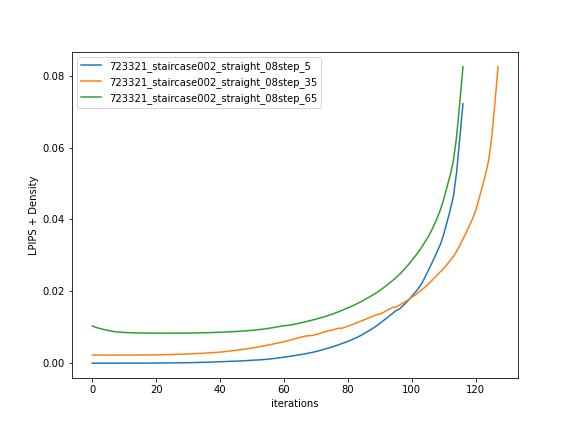 723321_staircase002_straight_08step_5
723321_staircase002_straight_08step_35
723321_staircase002_straight_08step_65
0.08
0.06
0.04
0.02
0.00
LPIPS + Density
0 20 40 60 80 100 120
iterations